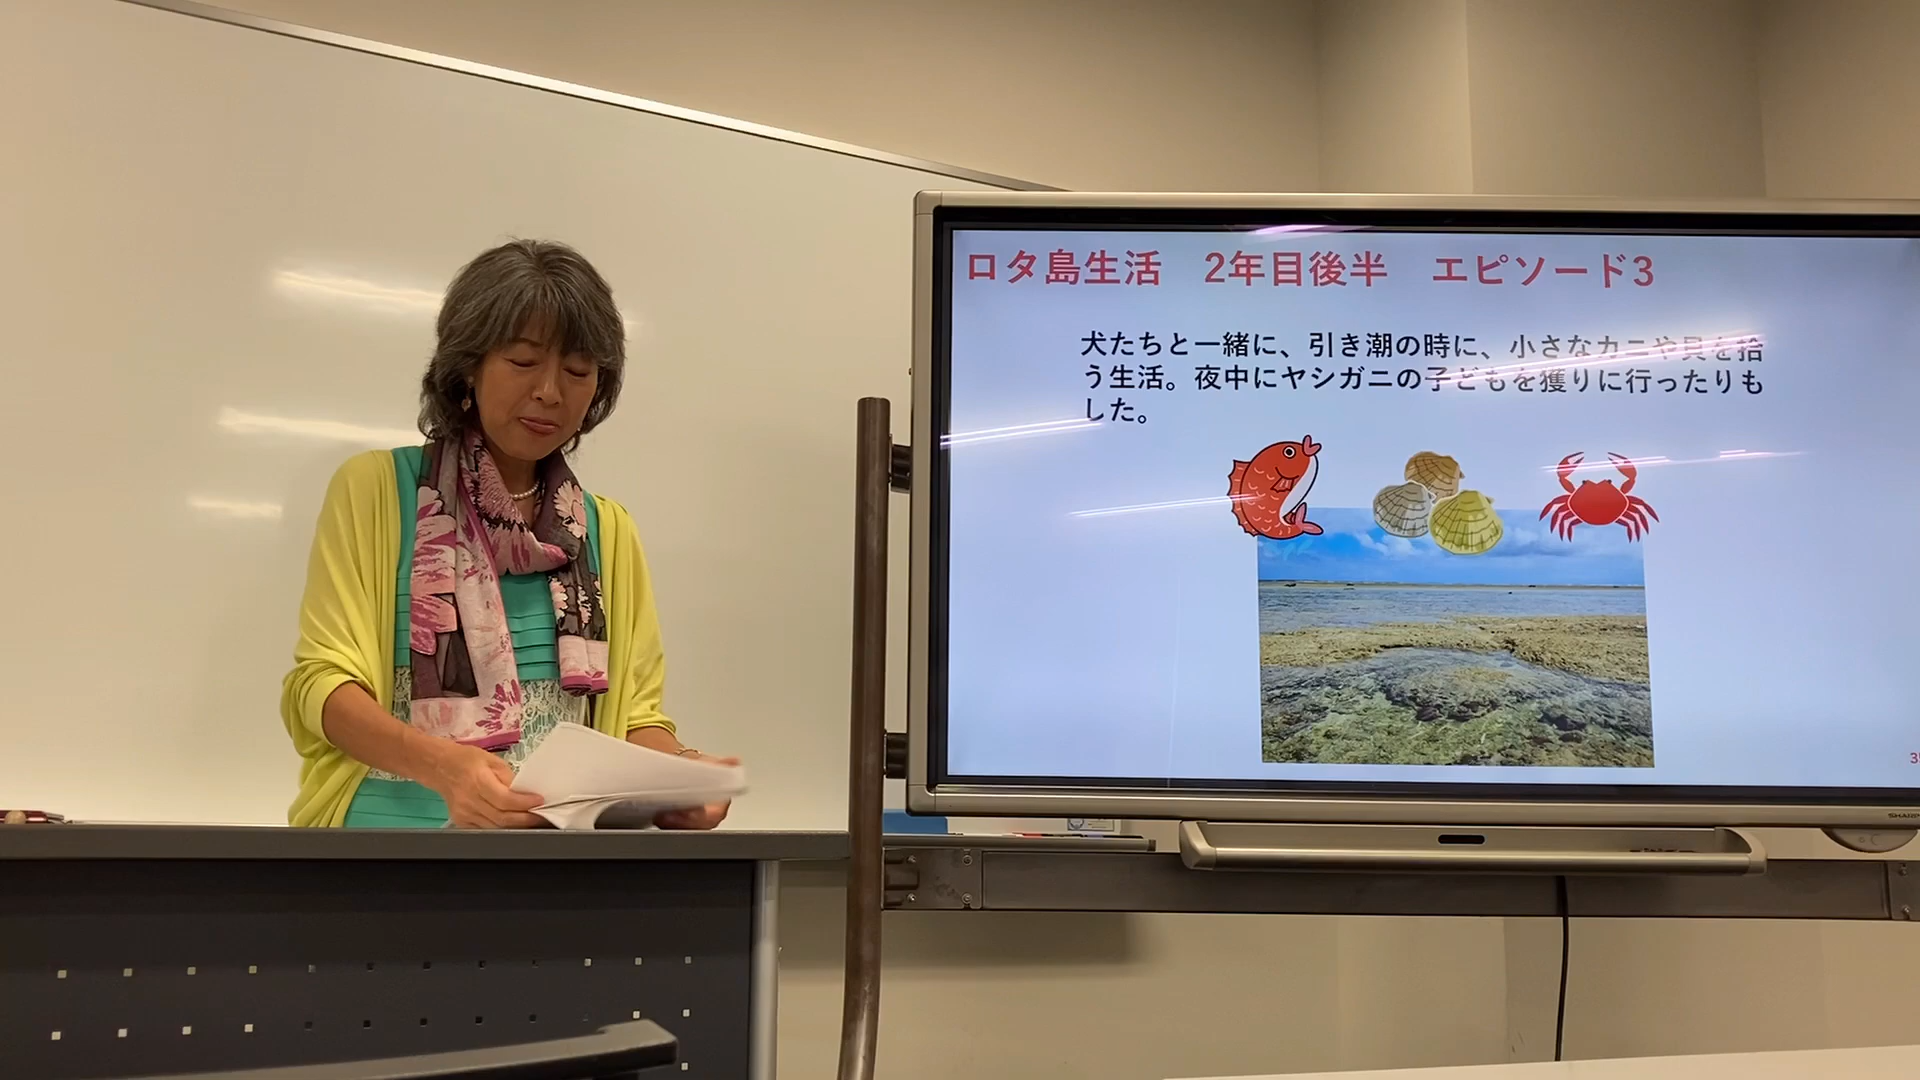 ロタ島生活 2年目後半 エピソード3
犬たちと一緒に、引き潮の時に、小さなカニや貝を拾
う生活。夜中にヤシガニの子どもを獲りに行ったりも
した。
SHARP